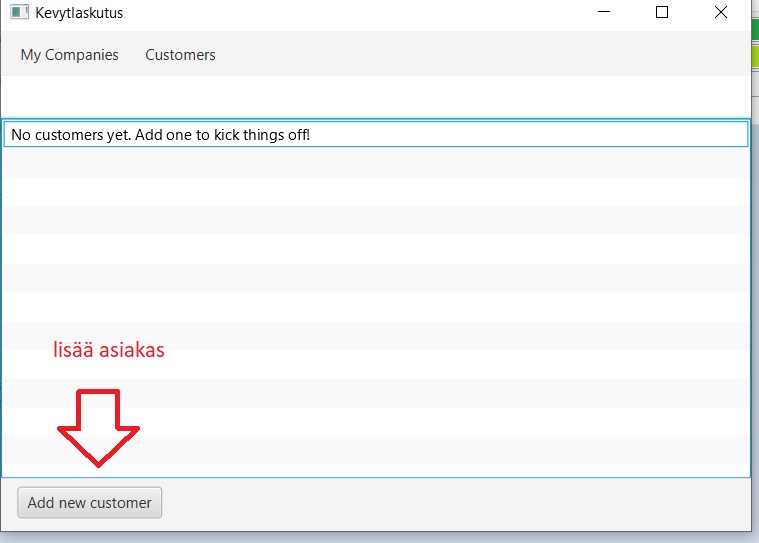 Kevytlaskutus
My Companies Customers
No customers yet. Add one to kick things off!
lisää asiakas
Add new customer